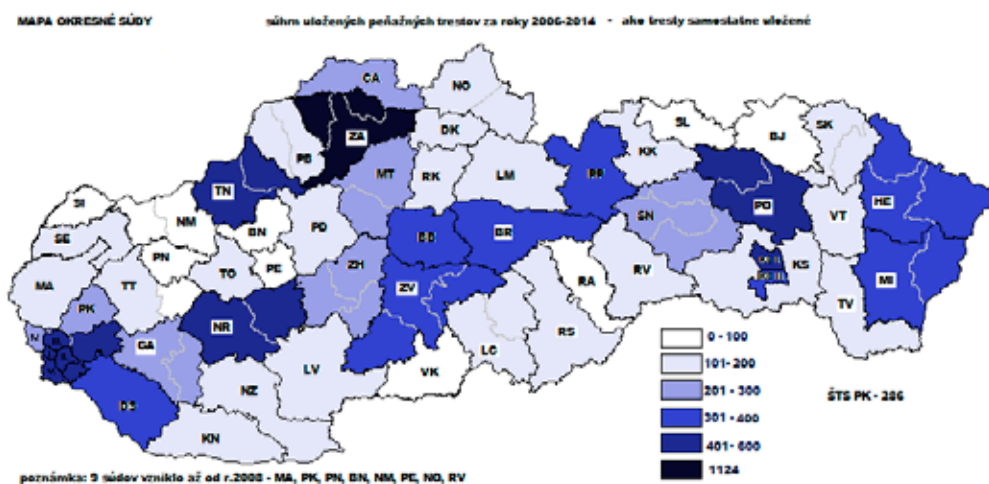 MAPA OKRESNÉ SÚDY súhrn uložených peňažných trestov za roky 2006-2014 - ako tresty samostatne uložené
CA
NO
ZA
DK
SL
BJ
SK
PB
KK
MT
RK
LM
PP
TN
PO
HE
SI
NM
BN
PD
SN
VT
SE
BB
BR
PN
TO
PE
ZH
KS
MA
TT
ZV
RA
RV
MI
PK
NR
TV
GA
RS
LV
LC
VK
NZ
DS
KN
0 - 100
101- 200
201 - 300
301 - 400
401- 600
1124
ŠTS PK - 286
poznámka: 9 súdov vzniklo až od r.2008 - MA, PK, PN, BN, NM, PE, NO, RV